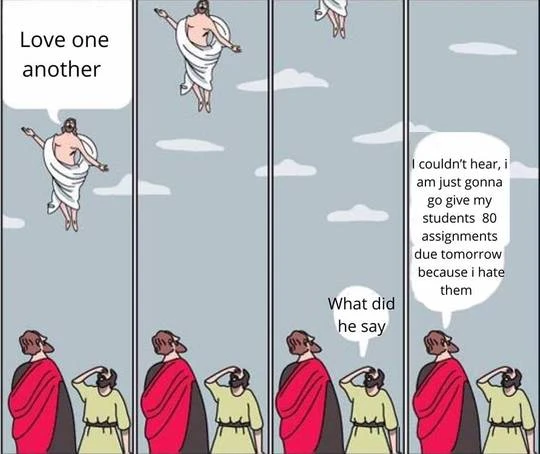 Love one
another
What did
he say
I couldn't hear, i
am just gonna
go give my
students 80
assignments
due tomorrow
because i hate
them